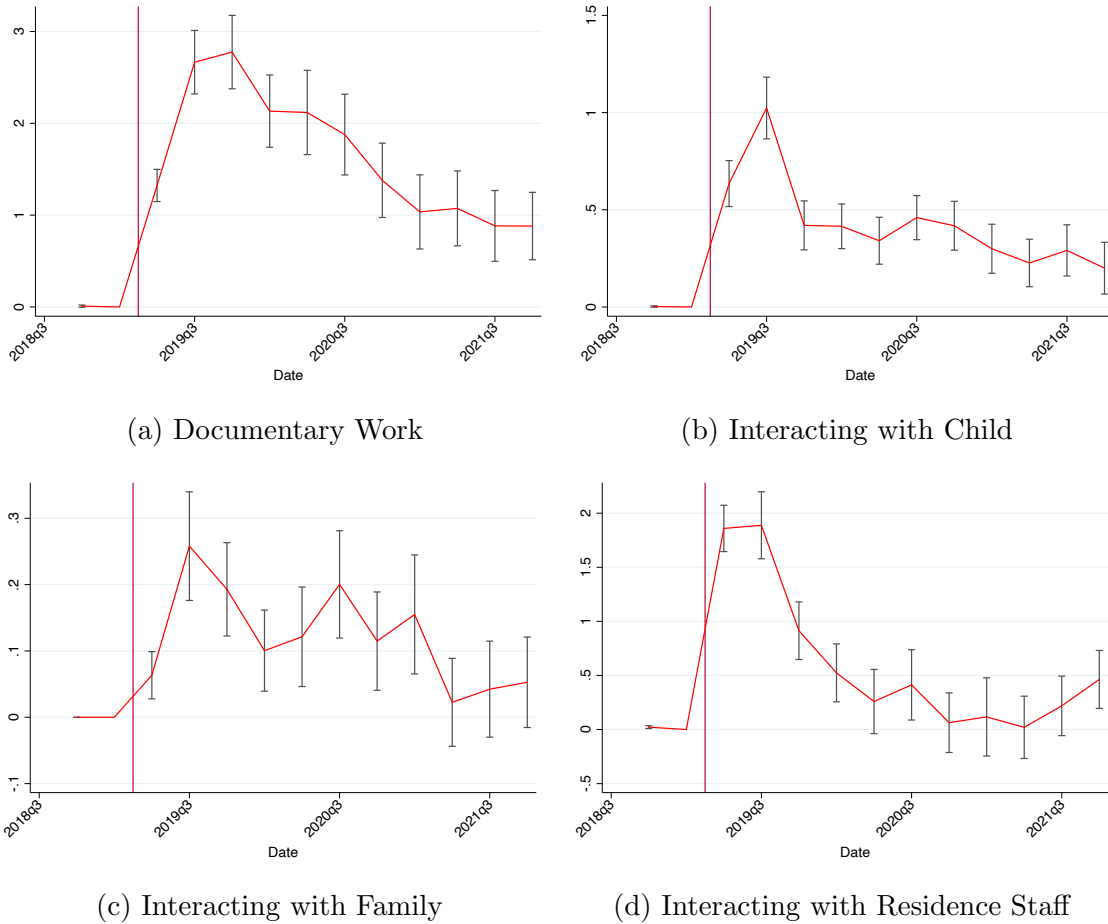 3
2
1
0
2018q3
2019q3
2020q3
2021q3
Date
(a) Documentary Work
1.5
1
.5
0
2018q3
2019q3
2020q3
2021q3
Date
(b) Interacting with Child
.3
.2
.1
0
-.1
2018q3
2019q3
2020q3
2021q3
Date
(c) Interacting with Family
2
1.5
1
.5
0
-.5
2018q3
2019q3
2020q3
2021q3
Date
(d) Interacting with Residence Staff